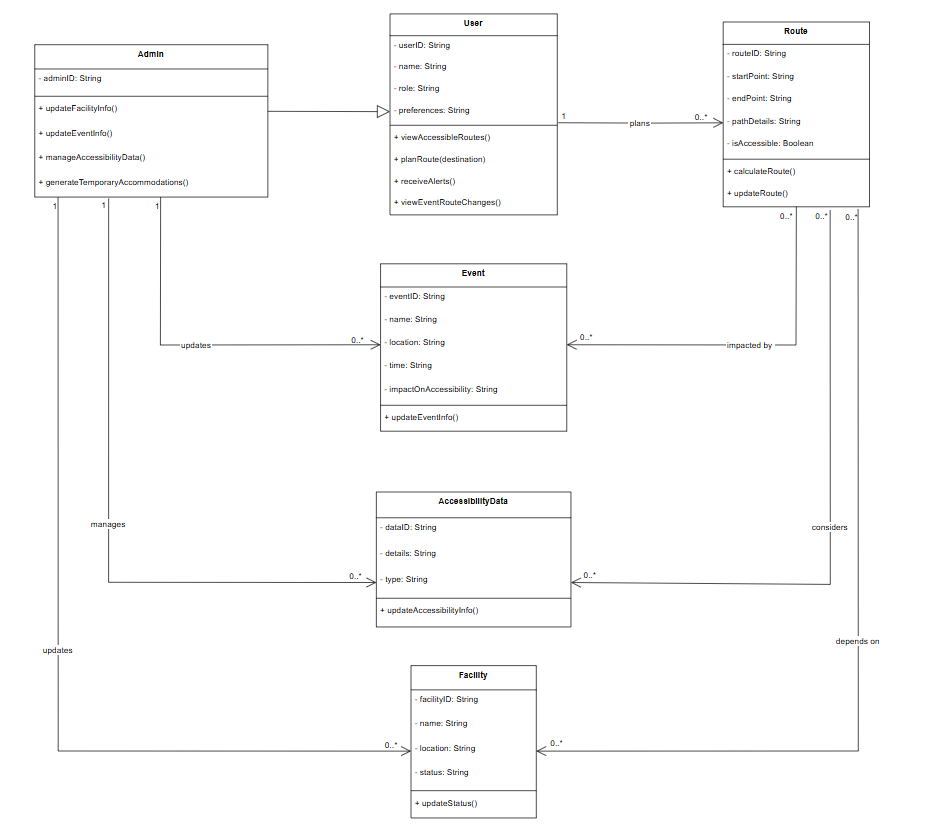 Admin
- adminID: String
+ updateFacilityInfo()
+ updateEventInfo()
+ manageAccessibilityData()
+ generateTemporaryAccommodations()
User
- userID: String
- name: String
- role: String
- preferences: String
+ viewAccessibleRoutes()
+ planRoute(destination)
+ receiveAlerts()
+ viewEventRouteChanges()
1
plans
0..*
Route
- routeID: String
- startPoint: String
- endPoint: String
- pathDetails: String
- isAccessible: Boolean
+ calculateRoute()
+ updateRoute()
1
1
1
0..*
0..*
0..*
Event
- eventID: String
- name: String
- location: String
- time: String
- impactOnAccessibility: String
+ updateEventInfo()
updates
0..*
0..*
impacted by
AccessibilityData
- dataID: String
- details: String
- type: String
+ updateAccessibilityInfo()
manages
0..*
0..*
considers
Facility
- facilityID: String
- name: String
- location: String
- status: String
+ updateStatus()
updates
0..*
0..*
depends on